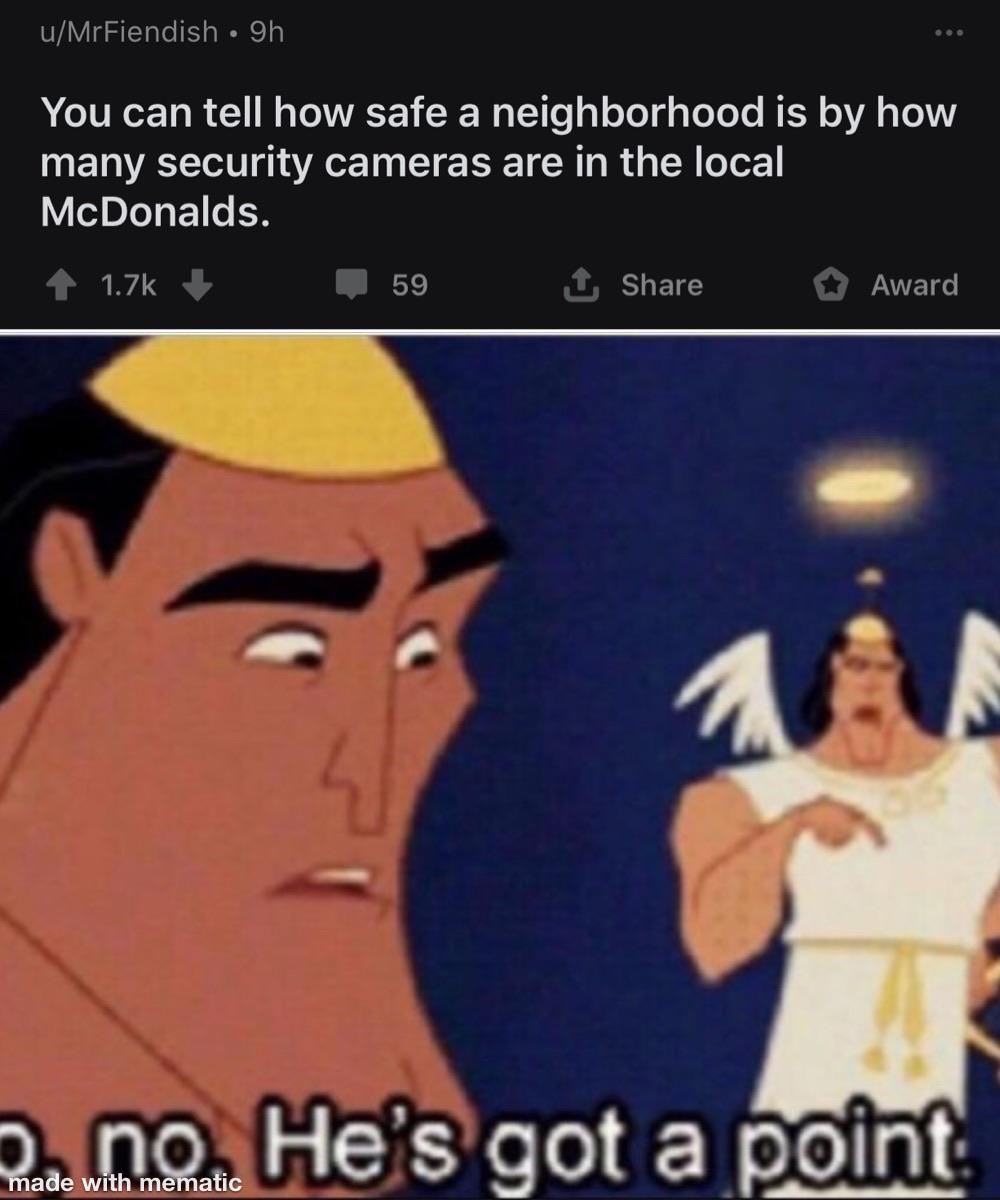 u/MrFiendish • 9h
You can tell how safe a neighborhood is by how
many security cameras are in the local
McDonalds.
1.7k 59 Share Award
o, no. He's got a point.
made with mematic